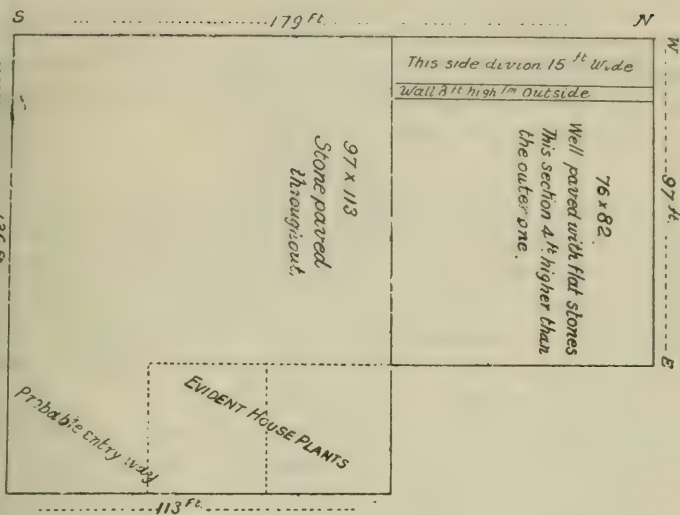 S 179 Ft. N
This side divion 15 ft Wide
Wall 3 ft high fm Outside
W
97 ft.
E
97 x 113
Stone paved
througout.
76 x 82.
Well paved with flat stones
This section 4 ft. higher than
the outer one.
EVIDENT HOUSE PLANTS
Probable entry way
113 Ft.